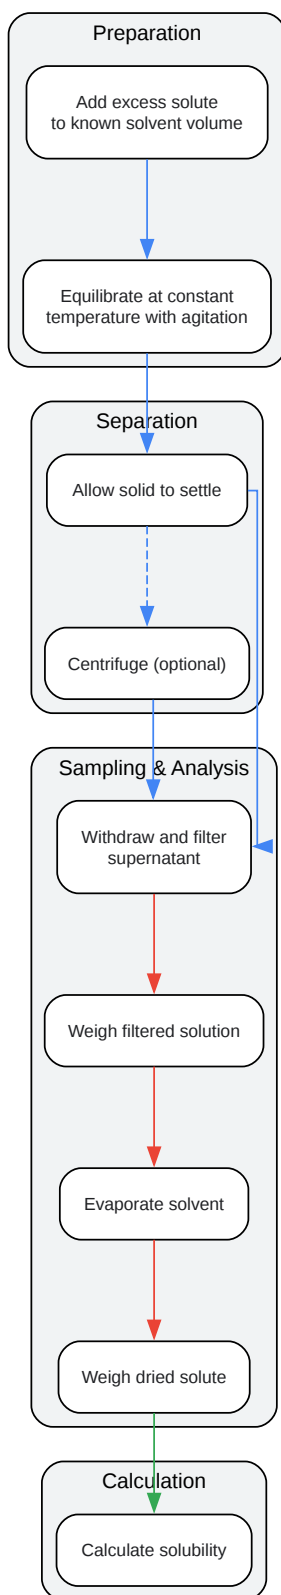 Preparation
Add excess solute
to known solvent volume
Equilibrate at constant
temperature with agitation
Separation
Allow solid to settle
Centrifuge (optional)
Sampling & Analysis
Withdraw and filter
supernatant
Weigh filtered solution
Evaporate solvent
Weigh dried solute
Calculation
Calculate solubility